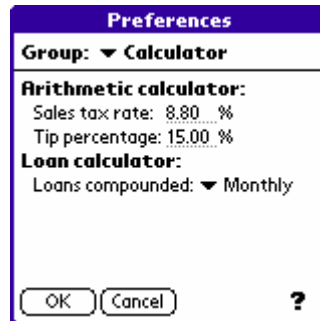 Preferences
Group: ▼ Calculator
Arithmetic calculator:
Sales tax rate: 8.80 %
Tip percentage: 15.00 %
Loan calculator:
Loans compounded: ▼ Monthly
OK Cancel ?